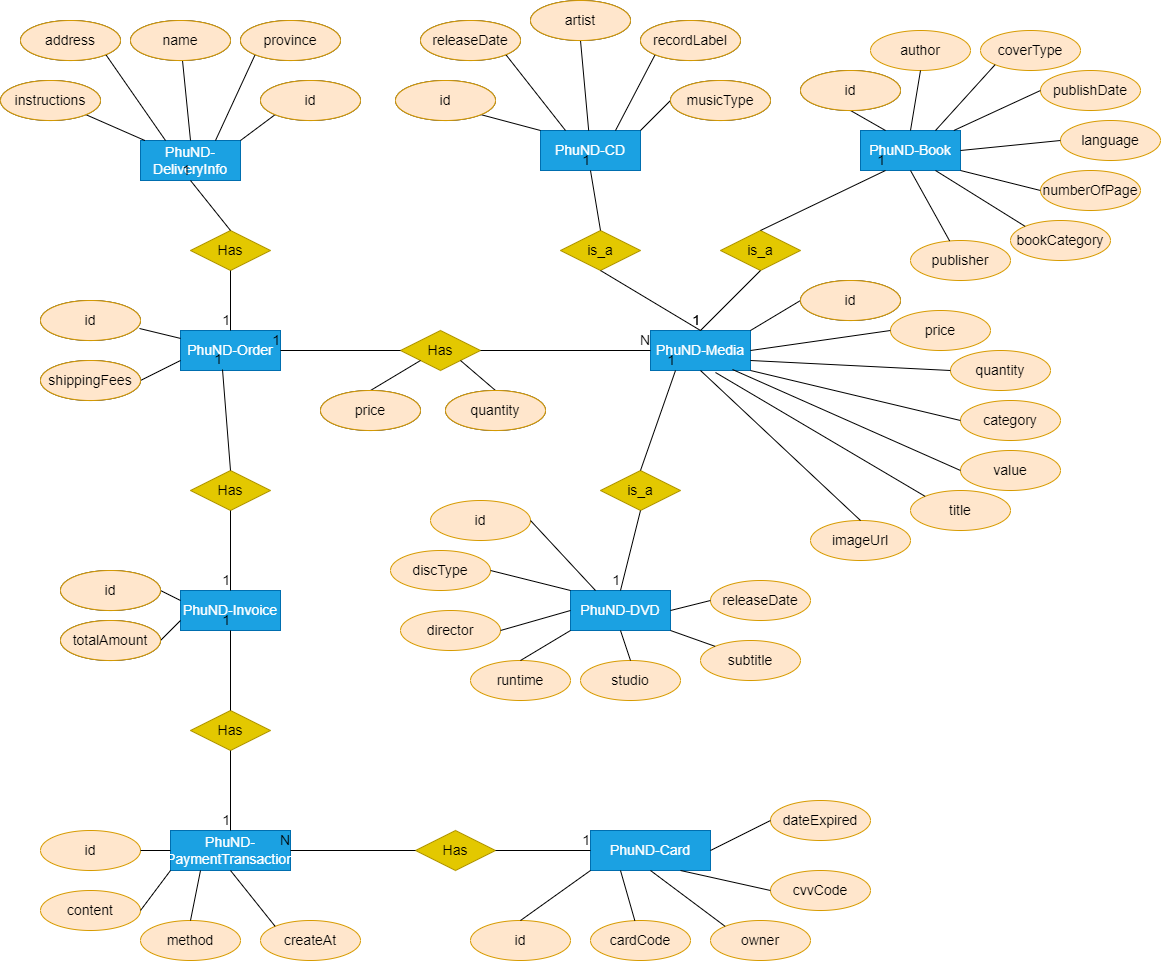 artist
address
name
province
releaseDate
recordLabel
author
coverType
instructions
id
id
musicType
id
publishDate
PhuND-
DeliveryInfo
1
PhuND-CD
1
PhuND-Book
1
language
numberOfPage
Has
is_a
is_a
bookCategory
publisher
id
1
1
id
price
PhuND-Order
1
1
Has
N
PhuND-Media
1
quantity
shippingFees
price
quantity
category
Has
is_a
value
id
title
imageUrl
discType
1
1
id
PhuND-Invoice
1
PhuND-DVD
releaseDate
totalAmount
director
subtitle
runtime
studio
Has
1
dateExpired
id
PhuND-
PaymentTransaction
N
Has
1
PhuND-Card
cvvCode
content
method
createAt
id
cardCode
owner